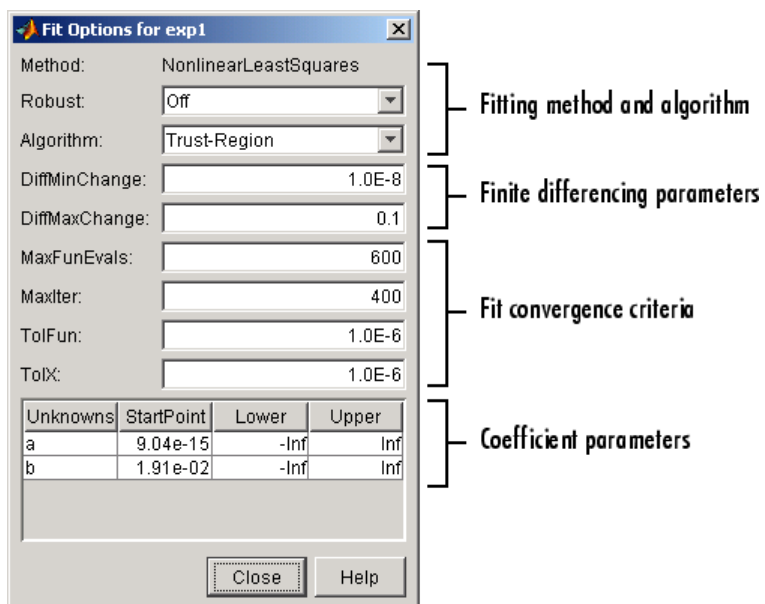 Fit Options for exp1
Method: NonlinearLeastSquares
Robust: Off
Algorithm: Trust-Region
Fitting method and algorithm
DiffMinChange: 1.0E-8
DiffMaxChange: 0.1
Finite differencing parameters
MaxFunEvals: 600
MaxIter: 400
TolFun: 1.0E-6
TolX: 1.0E-6
Fit convergence criteria
Unknowns StartPoint Lower Upper
a 9.04e-15 -Inf Inf
b 1.91e-02 -Inf Inf
Coefficient parameters
Close Help